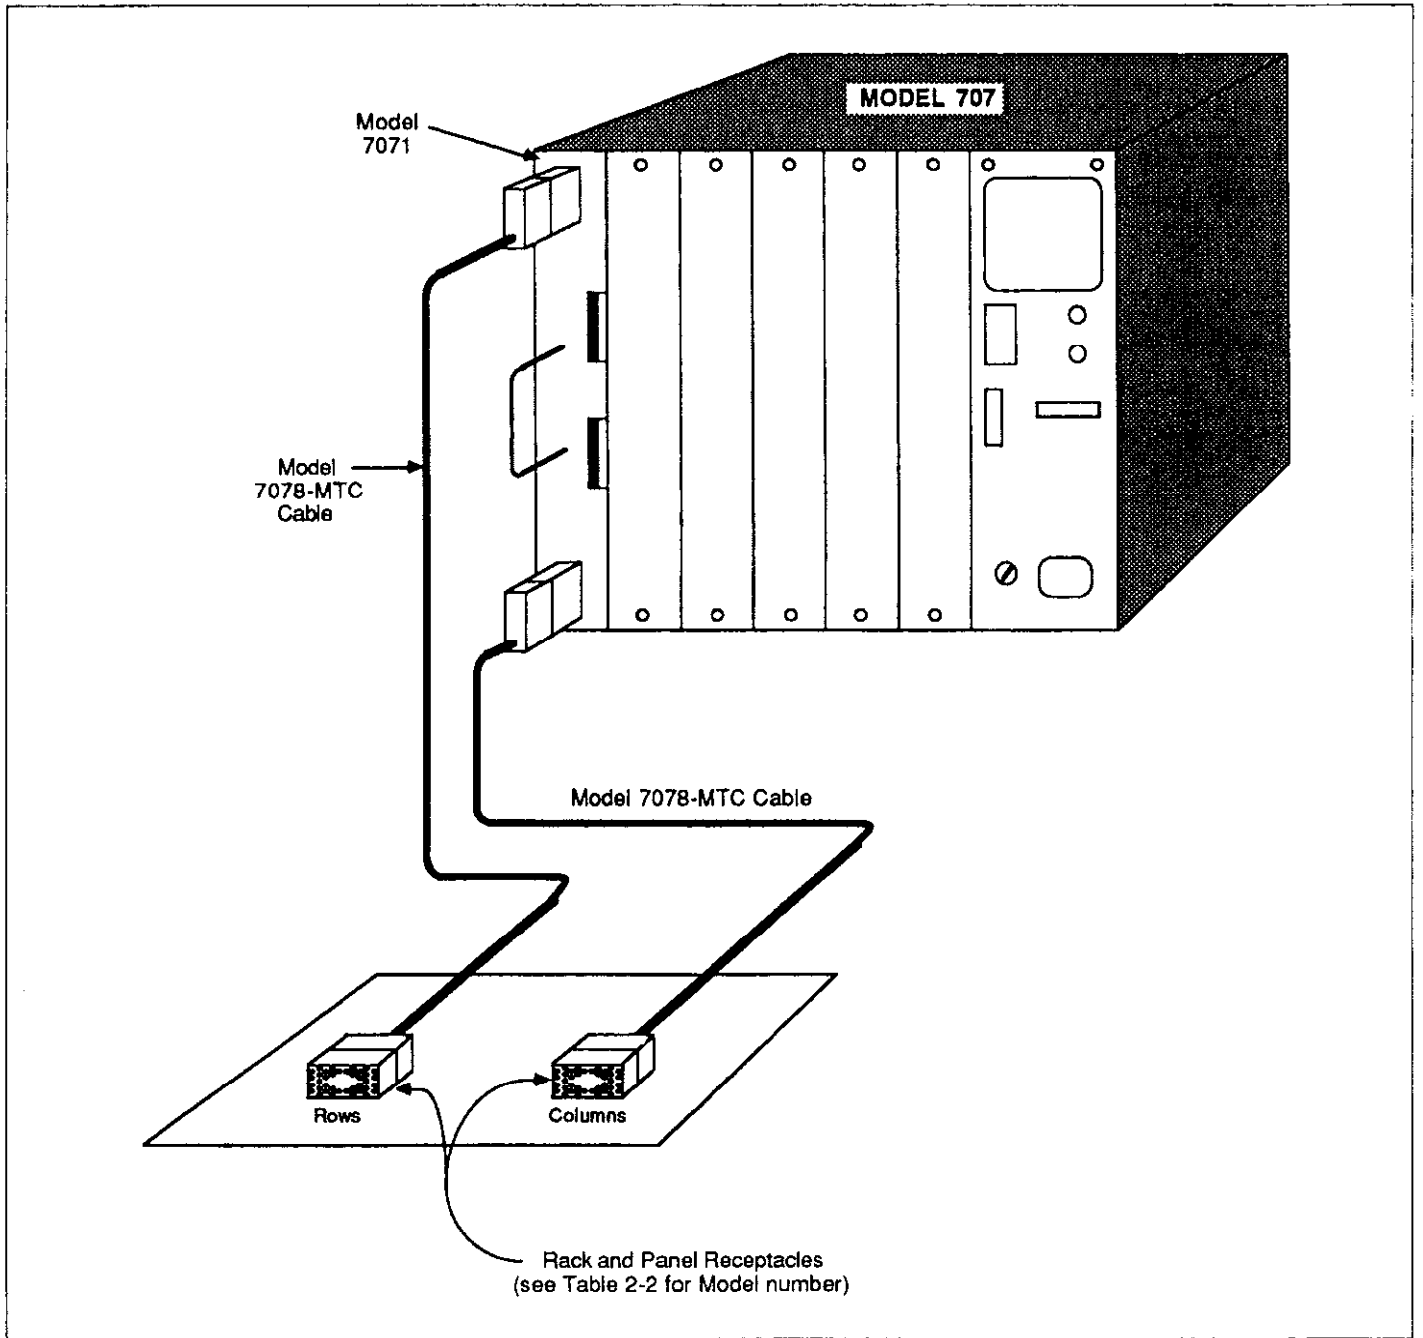 MODEL 707
Model
7071
Model
7078-MTC
Cable
Model 7078-MTC Cable
Rows
Columns
Rack and Panel Receptacles
(see Table 2-2 for Model number)